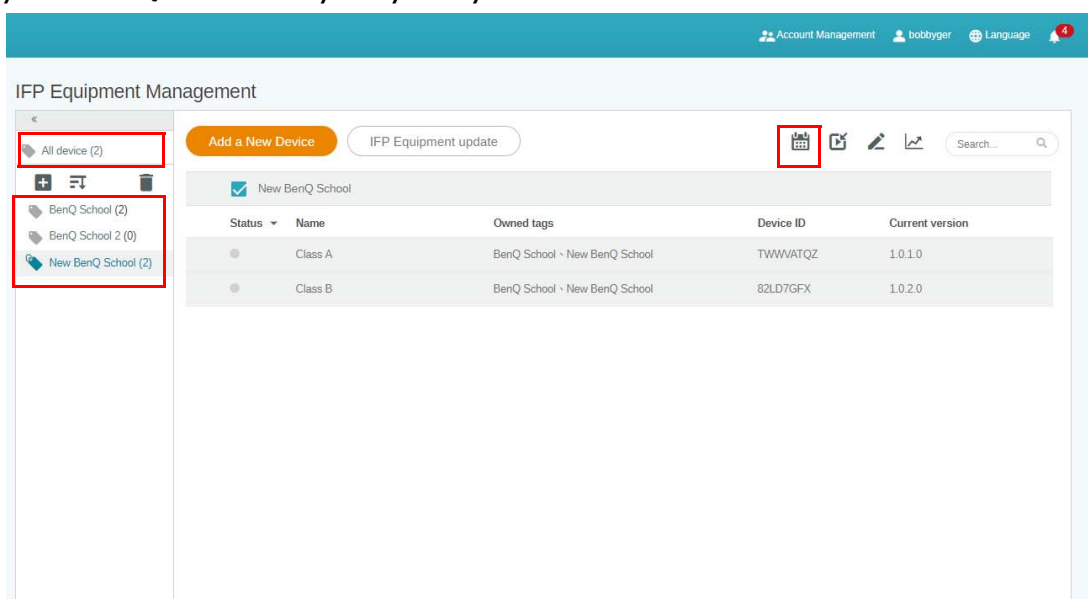 Account Management bobbyger Language 4
IFP Equipment Management
«
All device (2)
Add a New Device IFP Equipment update Search...
BenQ School (2)
BenQ School 2 (0)
New BenQ School (2)
New BenQ School
Status Name Owned tags Device ID Current version
Class A BenQ School、New BenQ School TWWVATQZ 1.0.1.0
Class B BenQ School、New BenQ School 82LD7GFX 1.0.2.0